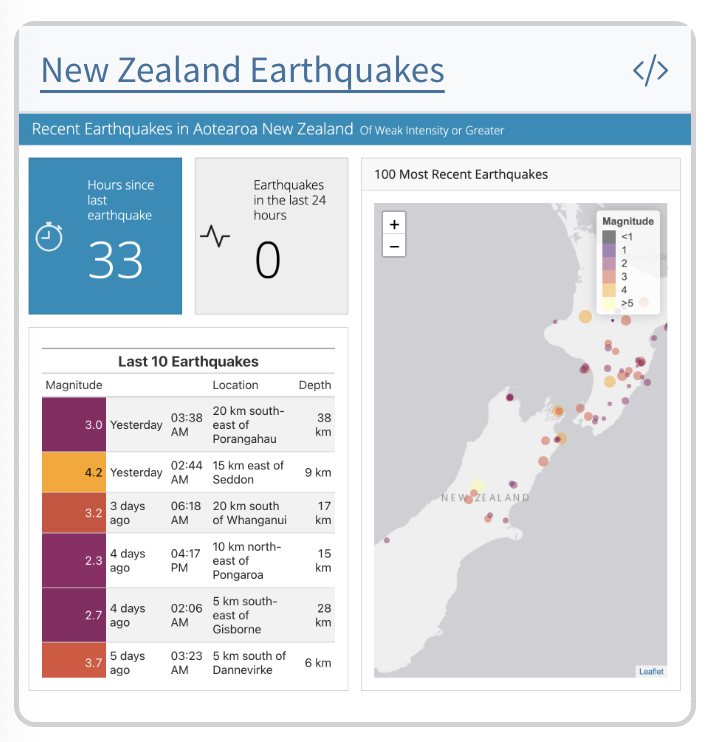 New Zealand Earthquakes
</>
Recent Earthquakes in Aotearoa New Zealand Of Weak Intensity or Greater
Hours since
last
earthquake
33
Earthquakes
in the last 24
hours
0
Last 10 Earthquakes
Magnitude Location Depth
3.0 Yesterday 03:38 AM 20 km south-east of Porangahau 38 km
4.2 Yesterday 02:44 AM 15 km east of Seddon 9 km
3.2 3 days ago 06:18 AM 20 km south of Whanganui 17 km
2.3 4 days ago 04:17 PM 10 km north-east of Pongaroa 15 km
2.7 4 days ago 02:06 AM 5 km south-east of Gisborne 28 km
3.7 5 days ago 03:23 AM 5 km south of Dannevirke 6 km
100 Most Recent Earthquakes
+
−
Magnitude
<1
1
2
3
4
>5
NEW ZEALAND
Leaflet